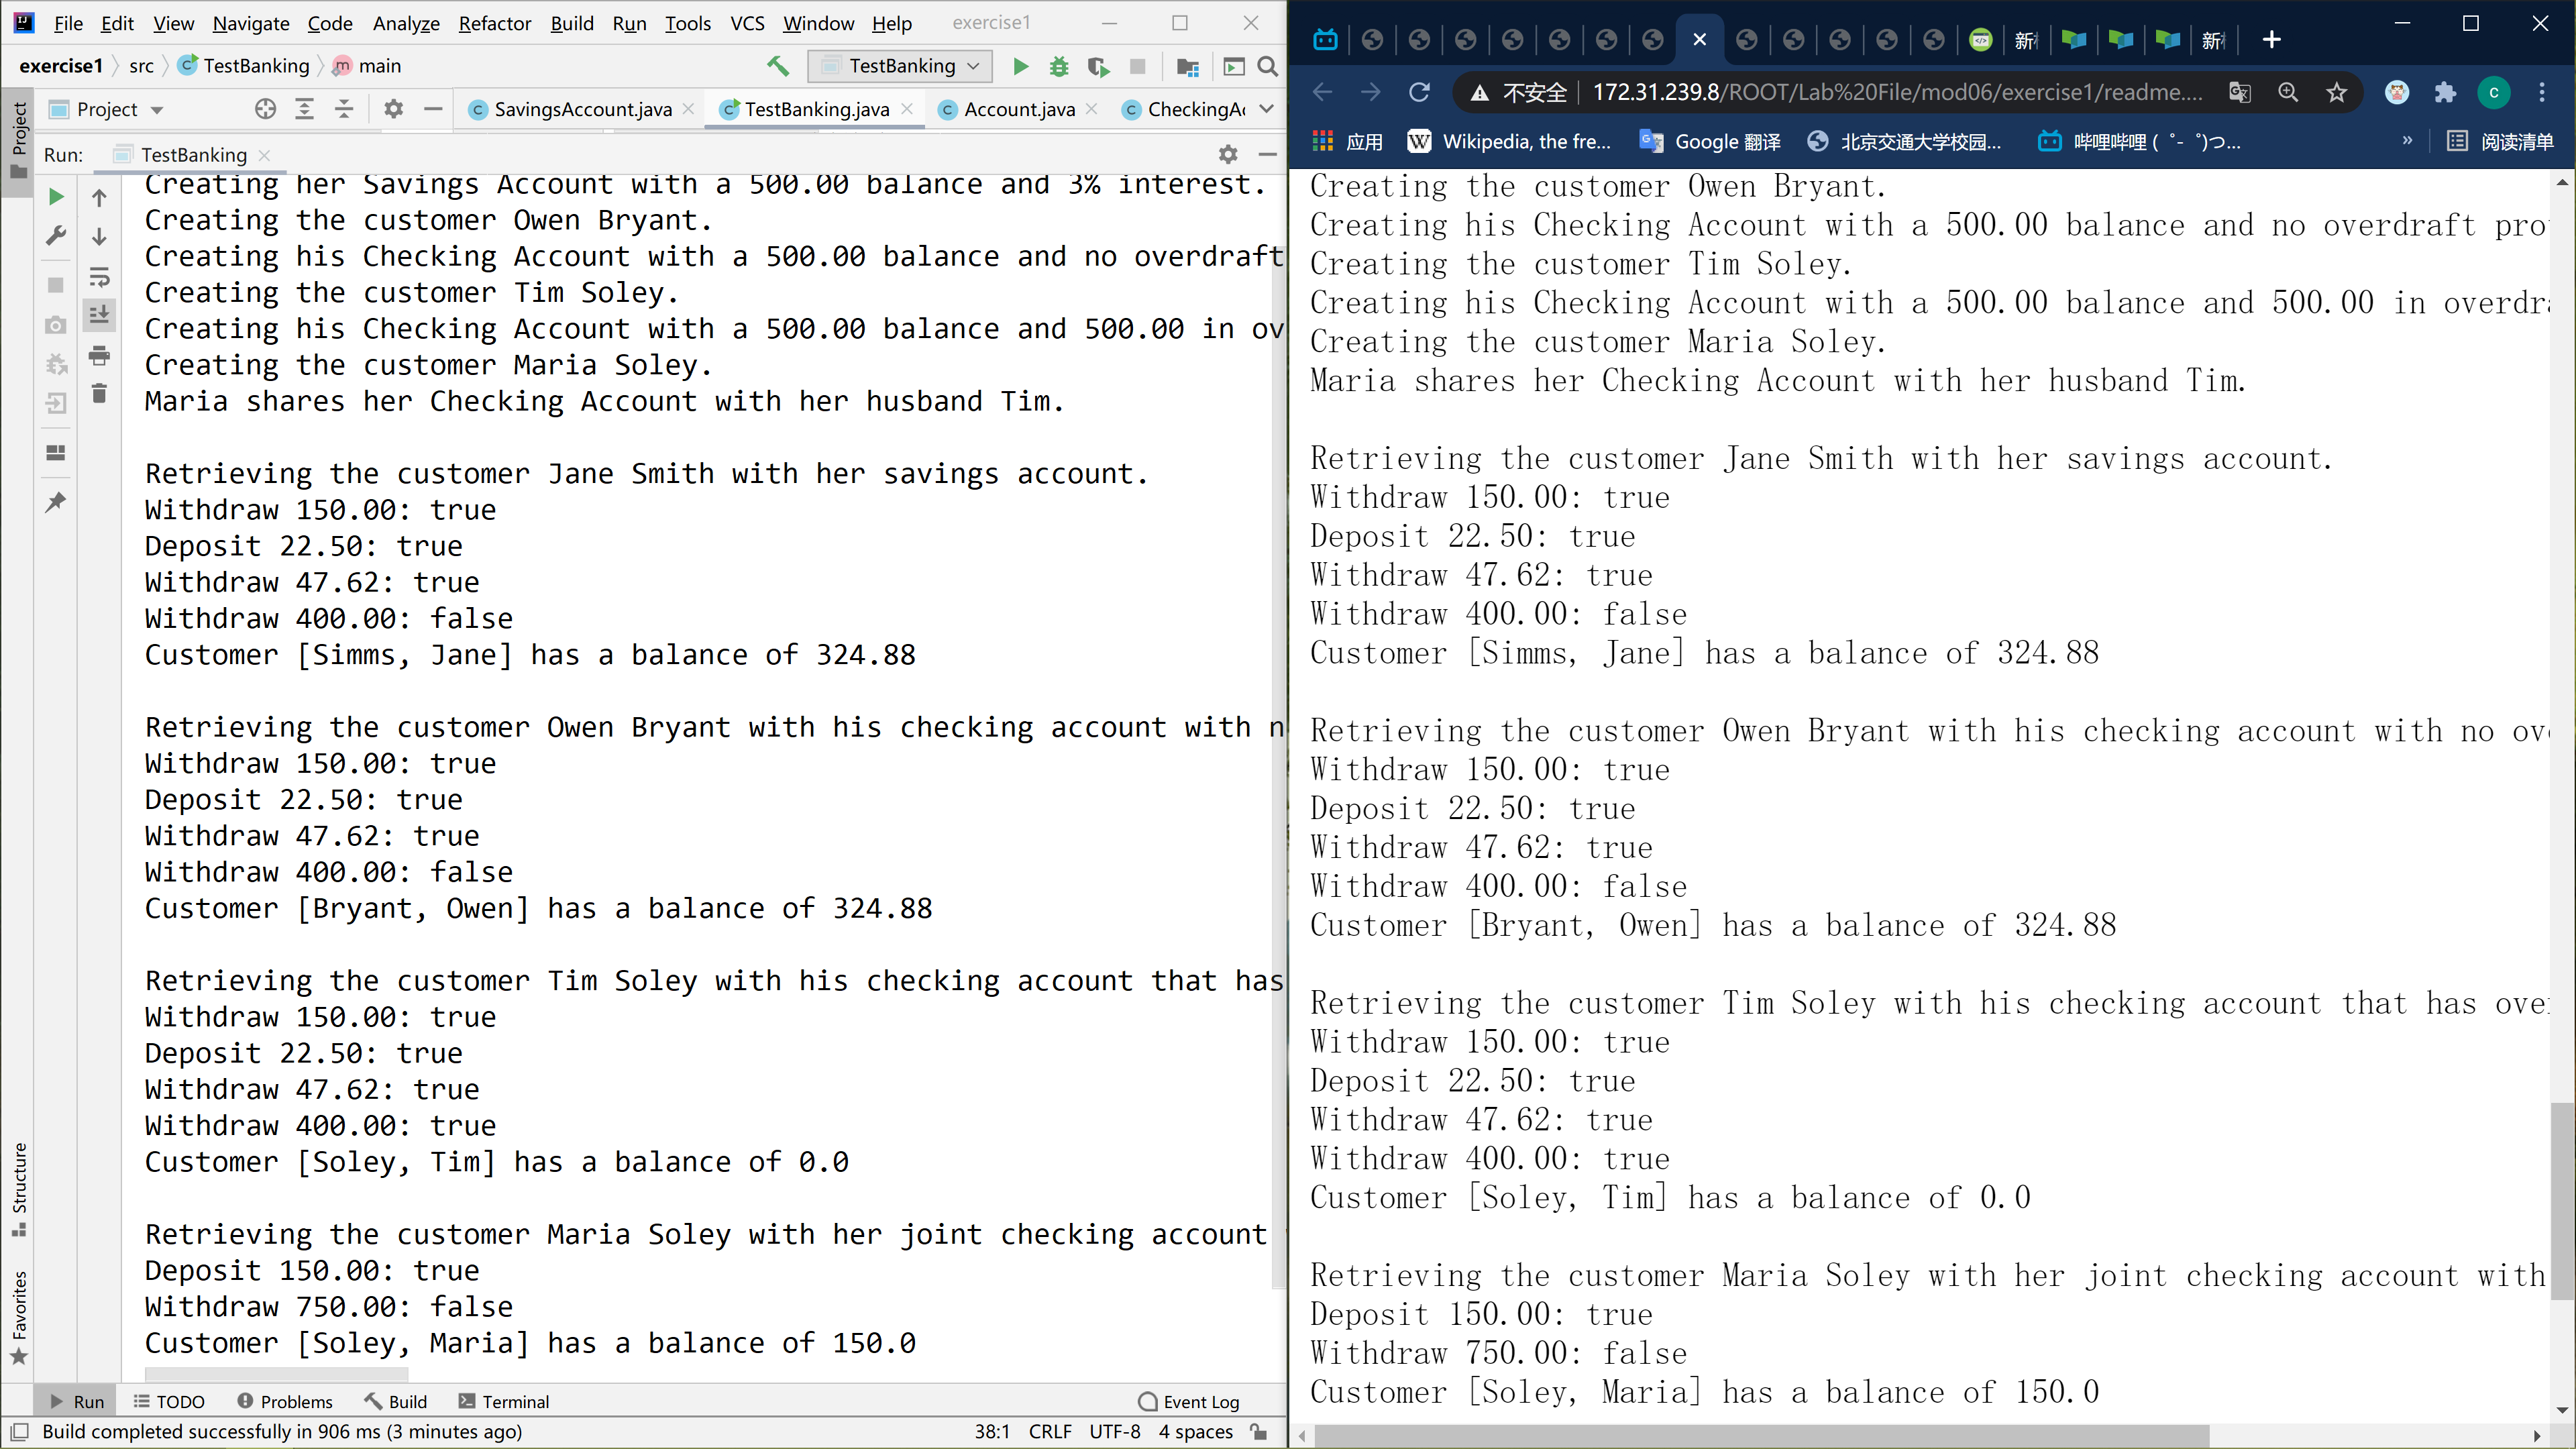 File Edit View Navigate Code Analyze Refactor Build Run Tools VCS Window Help exercise1
exercise1 src TestBanking main
TestBanking
Project
SavingsAccount.java TestBanking.java Account.java CheckingAc
Project
Run: TestBanking
Creating her Savings Account with a 500.00 balance and 3% interest.
Creating the customer Owen Bryant.
Creating his Checking Account with a 500.00 balance and no overdraft
Creating the customer Tim Soley.
Creating his Checking Account with a 500.00 balance and 500.00 in ov
Creating the customer Maria Soley.
Maria shares her Checking Account with her husband Tim.
Retrieving the customer Jane Smith with her savings account.
Withdraw 150.00: true
Deposit 22.50: true
Withdraw 47.62: true
Withdraw 400.00: false
Customer [Simms, Jane] has a balance of 324.88
Retrieving the customer Owen Bryant with his checking account with n
Withdraw 150.00: true
Deposit 22.50: true
Withdraw 47.62: true
Withdraw 400.00: false
Customer [Bryant, Owen] has a balance of 324.88
Retrieving the customer Tim Soley with his checking account that has
Withdraw 150.00: true
Deposit 22.50: true
Withdraw 47.62: true
Withdraw 400.00: true
Customer [Soley, Tim] has a balance of 0.0
Retrieving the customer Maria Soley with her joint checking account
Deposit 150.00: true
Withdraw 750.00: false
Customer [Soley, Maria] has a balance of 150.0
Structure
Favorites
Run TODO Problems Build Terminal Event Log
Build completed successfully in 906 ms (3 minutes ago) 38:1 CRLF UTF-8 4 spaces
不安全 172.31.239.8/ROOT/Lab%20File/mod06/exercise1/readme....
应用 Wikipedia, the fre... Google 翻译 北京交通大学校园... 哔哩哔哩 ( ゜- ゜)つ... » 阅读清单
Creating the customer Owen Bryant.
Creating his Checking Account with a 500.00 balance and no overdraft pro
Creating the customer Tim Soley.
Creating his Checking Account with a 500.00 balance and 500.00 in overdra
Creating the customer Maria Soley.
Maria shares her Checking Account with her husband Tim.
Retrieving the customer Jane Smith with her savings account.
Withdraw 150.00: true
Deposit 22.50: true
Withdraw 47.62: true
Withdraw 400.00: false
Customer [Simms, Jane] has a balance of 324.88
Retrieving the customer Owen Bryant with his checking account with no ove
Withdraw 150.00: true
Deposit 22.50: true
Withdraw 47.62: true
Withdraw 400.00: false
Customer [Bryant, Owen] has a balance of 324.88
Retrieving the customer Tim Soley with his checking account that has over
Withdraw 150.00: true
Deposit 22.50: true
Withdraw 47.62: true
Withdraw 400.00: true
Customer [Soley, Tim] has a balance of 0.0
Retrieving the customer Maria Soley with her joint checking account with
Deposit 150.00: true
Withdraw 750.00: false
Customer [Soley, Maria] has a balance of 150.0